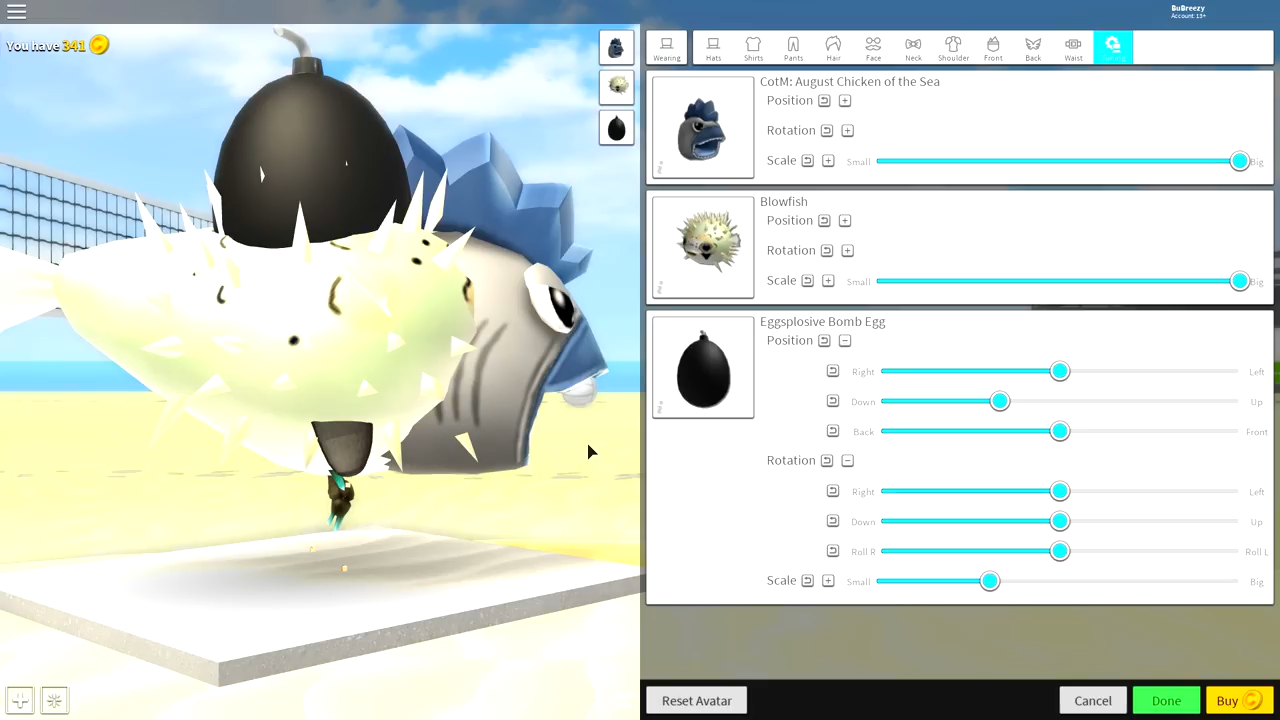 BuBreezy
Account: 13+
You have 341
Wearing
Hats
Shirts
Pants
Hair
Face
Neck
Shoulder
Front
Back
Waist
CotM: August Chicken of the Sea
Position
Rotation
Scale
Small
Big
Blowfish
Position
Rotation
Scale
Small
Big
Eggsplosive Bomb Egg
Position
Right
Left
Down
Up
Back
Front
Rotation
Right
Left
Down
Up
Roll R
Roll L
Scale
Small
Big
Reset Avatar
Cancel
Done
Buy